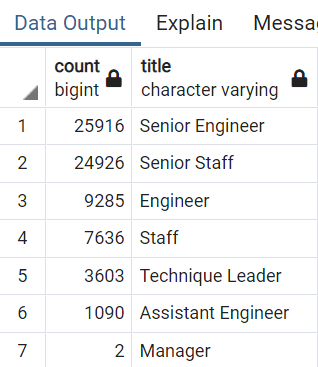 Data Output Explain
count title
bigint character varying
1 25916 Senior Engineer
2 24926 Senior Staff
3 9285 Engineer
4 7636 Staff
5 3603 Technique Leader
6 1090 Assistant Engineer
7 2 Manager